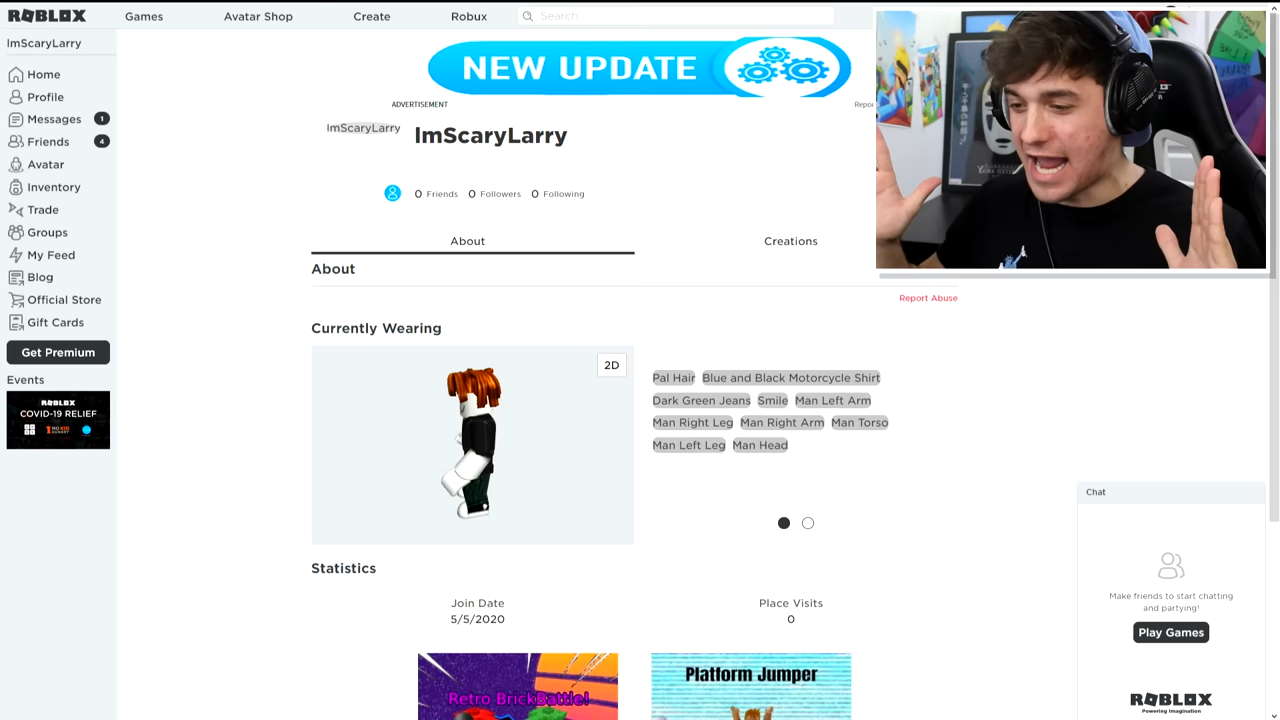 ROBLOX
Games
Avatar Shop
Create
Robux
Search
ImScaryLarry
Home
Profile
Messages 1
Friends 4
Avatar
Inventory
Trade
Groups
My Feed
Blog
Official Store
Gift Cards
Get Premium
Events
ROBLOX
COVID-19 RELIEF
NO KID
HUNGRY
NEW UPDATE
ADVERTISEMENT
ImScaryLarry
ImScaryLarry
0 Friends 0 Followers 0 Following
About
Creations
About
Report Abuse
Currently Wearing
2D
Pal Hair Blue and Black Motorcycle Shirt
Dark Green Jeans Smile Man Left Arm
Man Right Leg Man Right Arm Man Torso
Man Left Leg Man Head
Statistics
Join Date
5/5/2020
Place Visits
0
Retro BrickBattle!
Platform Jumper
Chat
Make friends to start chatting
and partying!
Play Games
ROBLOX
Powering Imagination